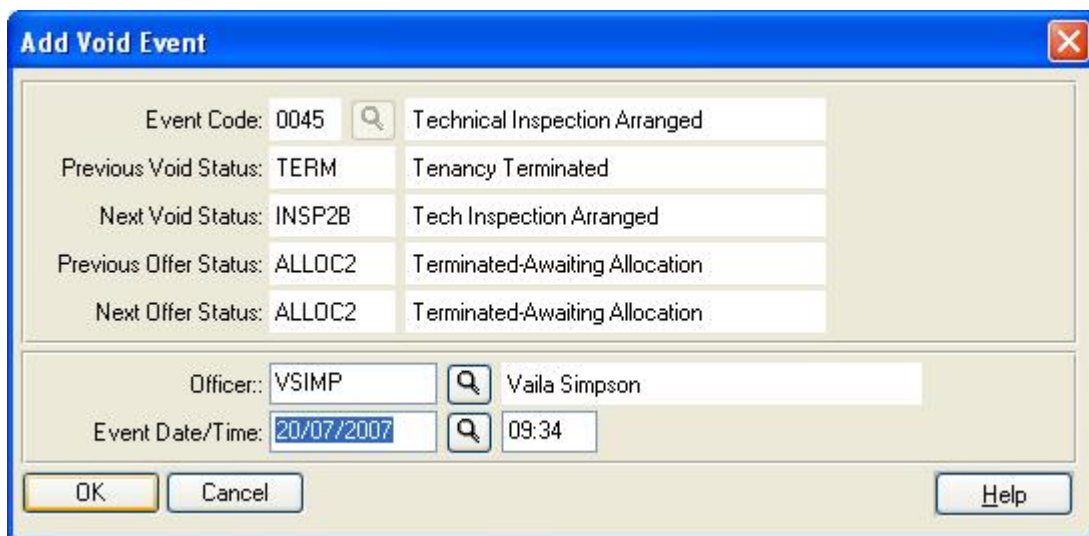 Add Void Event
Event Code: 0045 Technical Inspection Arranged
Previous Void Status: TERM Tenancy Terminated
Next Void Status: INSP2B Tech Inspection Arranged
Previous Offer Status: ALLOC2 Terminated-Awaiting Allocation
Next Offer Status: ALLOC2 Terminated-Awaiting Allocation
Officer:: VSIMP Vaila Simpson
Event Date/Time: 20/07/2007 09:34
OK Cancel Help